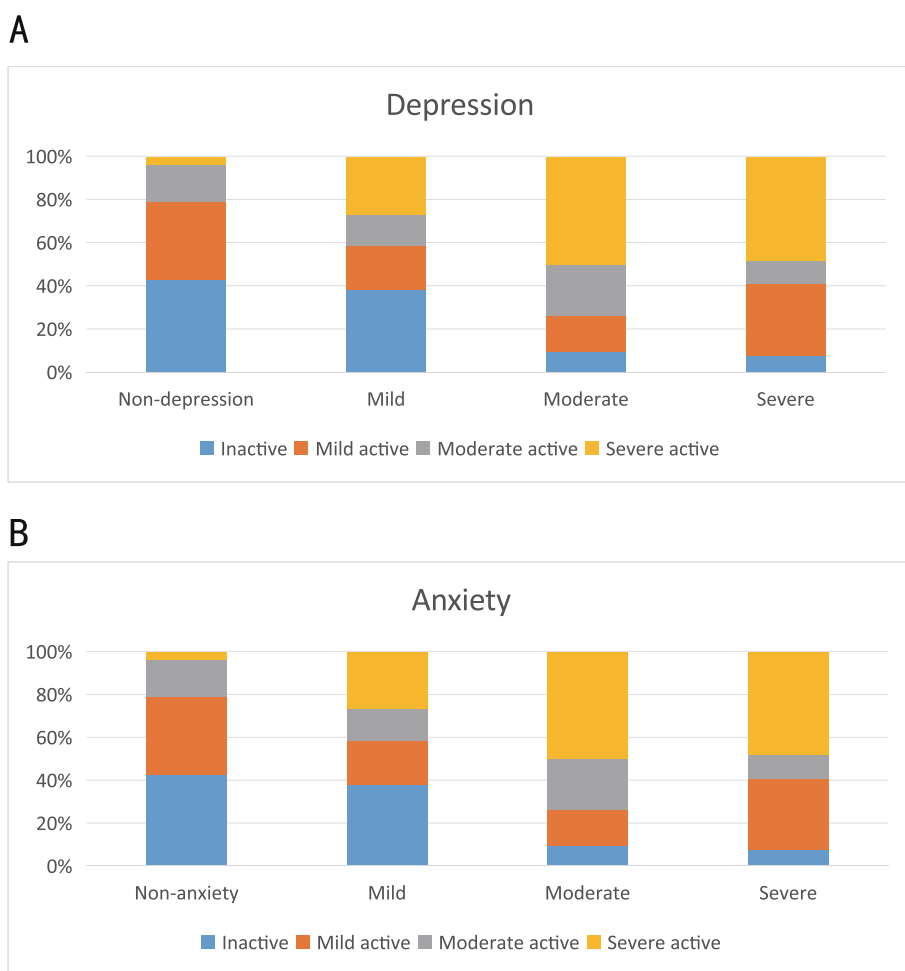 A
Depression
100%
80%
60%
40%
20%
0%
Non-depression Mild Moderate Severe
Inactive Mild active Moderate active Severe active
B
Anxiety
100%
80%
60%
40%
20%
0%
Non-anxiety Mild Moderate Severe
Inactive Mild active Moderate active Severe active